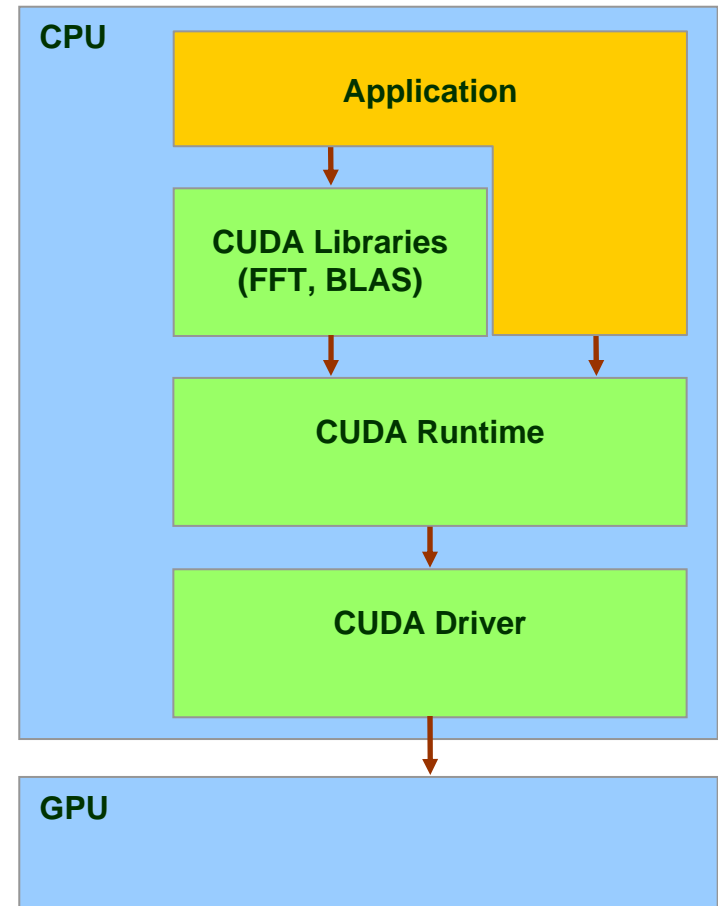 CPU
Application
CUDA Libraries
(FFT, BLAS)
CUDA Runtime
CUDA Driver
GPU